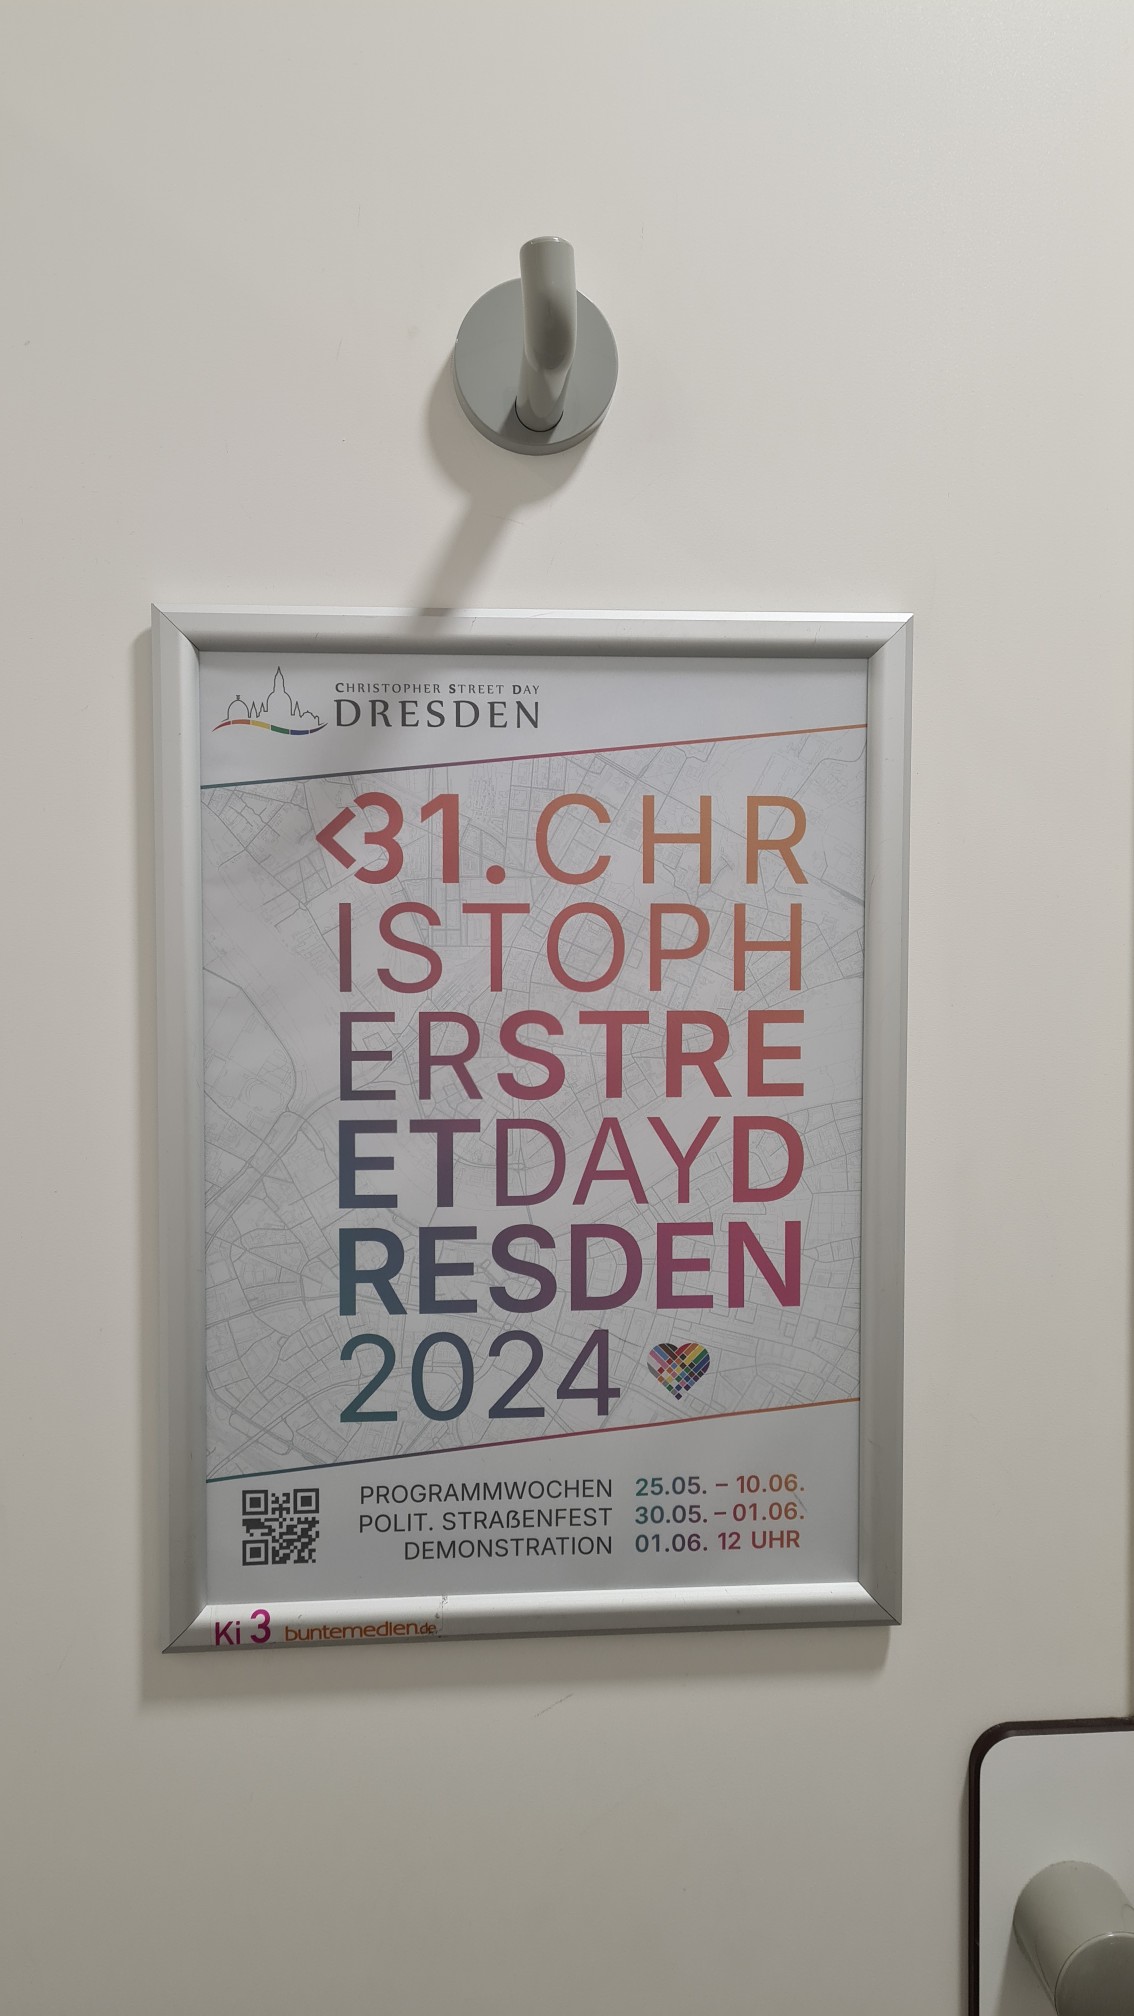 CHRISTOPHER STREET DAY
DRESDEN
<31. CHR
ISTOPH
ERSTRE
ETDAYD
RESDEN
2024
PROGRAMMWOCHEN 25.05. – 10.06.
POLIT. STRAßENFEST 30.05. – 01.06.
DEMONSTRATION 01.06. 12 UHR
Ki 3 buntemedien.de